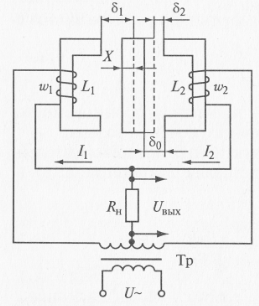 δ₁ δ₂
X
w₁ L₁ L₂ w₂
δ₀
I₁ I₂
Rн Uвых
Тр
U~